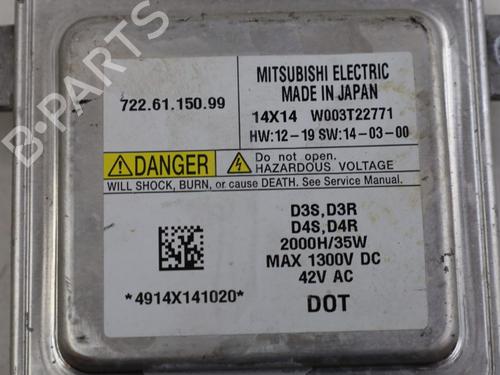 MITSUBISHI ELECTRIC
MADE IN JAPAN
722.61.150.99
14X14 W003T22771
HW:12-19 SW:14-03-00
DANGER
Do not open.
HAZARDOUS VOLTAGE
WILL SHOCK, BURN, or cause DEATH. See Service Manual.
D3S,D3R
D4S,D4R
2000H/35W
MAX 1300V DC
42V AC
*4914X141020*
DOT
B-PARTS